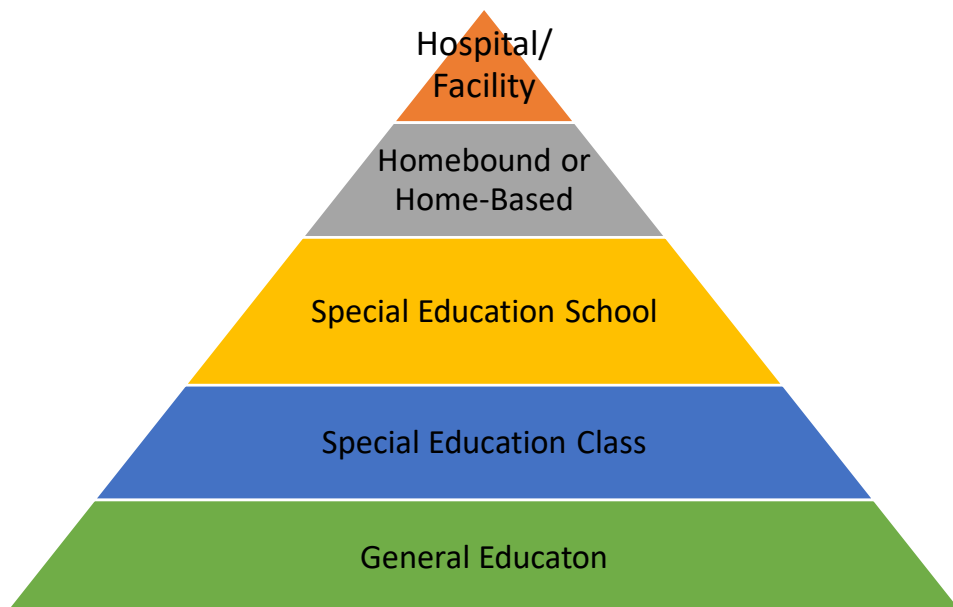 Hospital/
Facility
Homebound or
Home-Based
Special Education School
Special Education Class
General Educaton